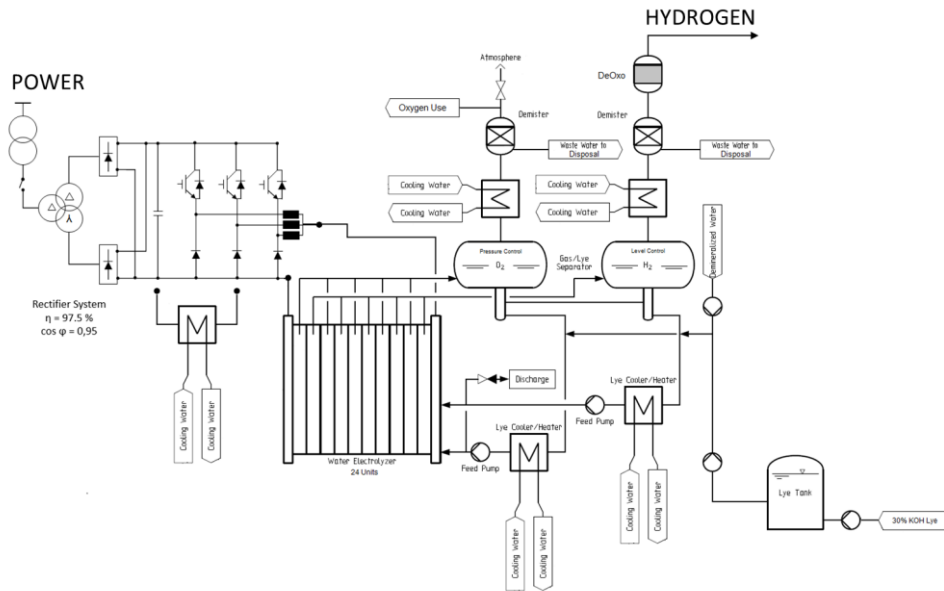 HYDROGEN
POWER
Atmosphere
DeOxo
Oxygen Use
Demister
Demister
Waste Water to
Disposal
Waste Water to
Disposal
Cooling Water
Cooling Water
Cooling Water
Cooling Water
Pressure Control
O2
Gas/Lye
Separator
Level Control
H2
Demineralized Water
Rectifier System
η = 97.5 %
cos φ = 0,95
Cooling Water
Cooling Water
Discharge
Lye Cooler/Heater
Feed Pump
Lye Cooler/Heater
Feed Pump
Water Electrolyzer
24 Units
Cooling Water
Cooling Water
Cooling Water
Cooling Water
Lye Tank
30% KOH Lye